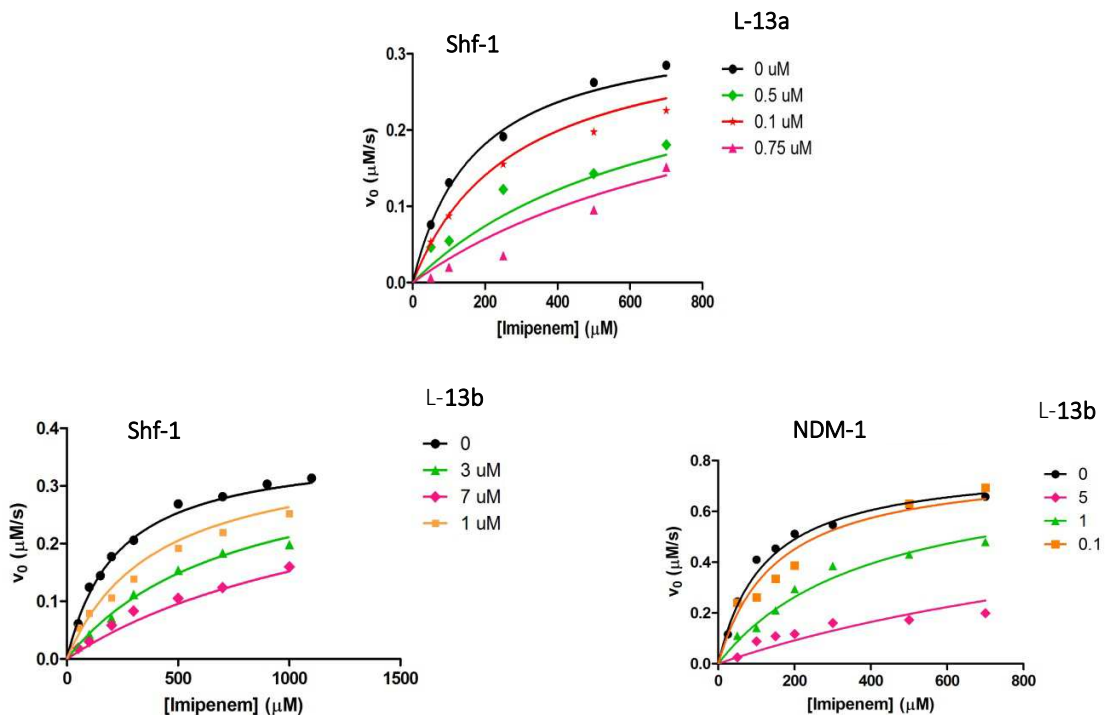 Shf-1
L-13a
0 uM
0.5 uM
0.1 uM
0.75 uM
0.3
0.2
0.1
0.0
v0 (μM/s)
0 200 400 600 800
[Imipenem] (μM)
Shf-1
L-13b
0
3 uM
7 uM
1 uM
0.4
0.3
0.2
0.1
0.0
v0 (μM/s)
0 500 1000 1500
[Imipenem] (μM)
NDM-1
L-13b
0
5
1
0.1
0.8
0.6
0.4
0.2
0.0
v0 (μM/s)
0 200 400 600 800
[Imipenem] (μM)